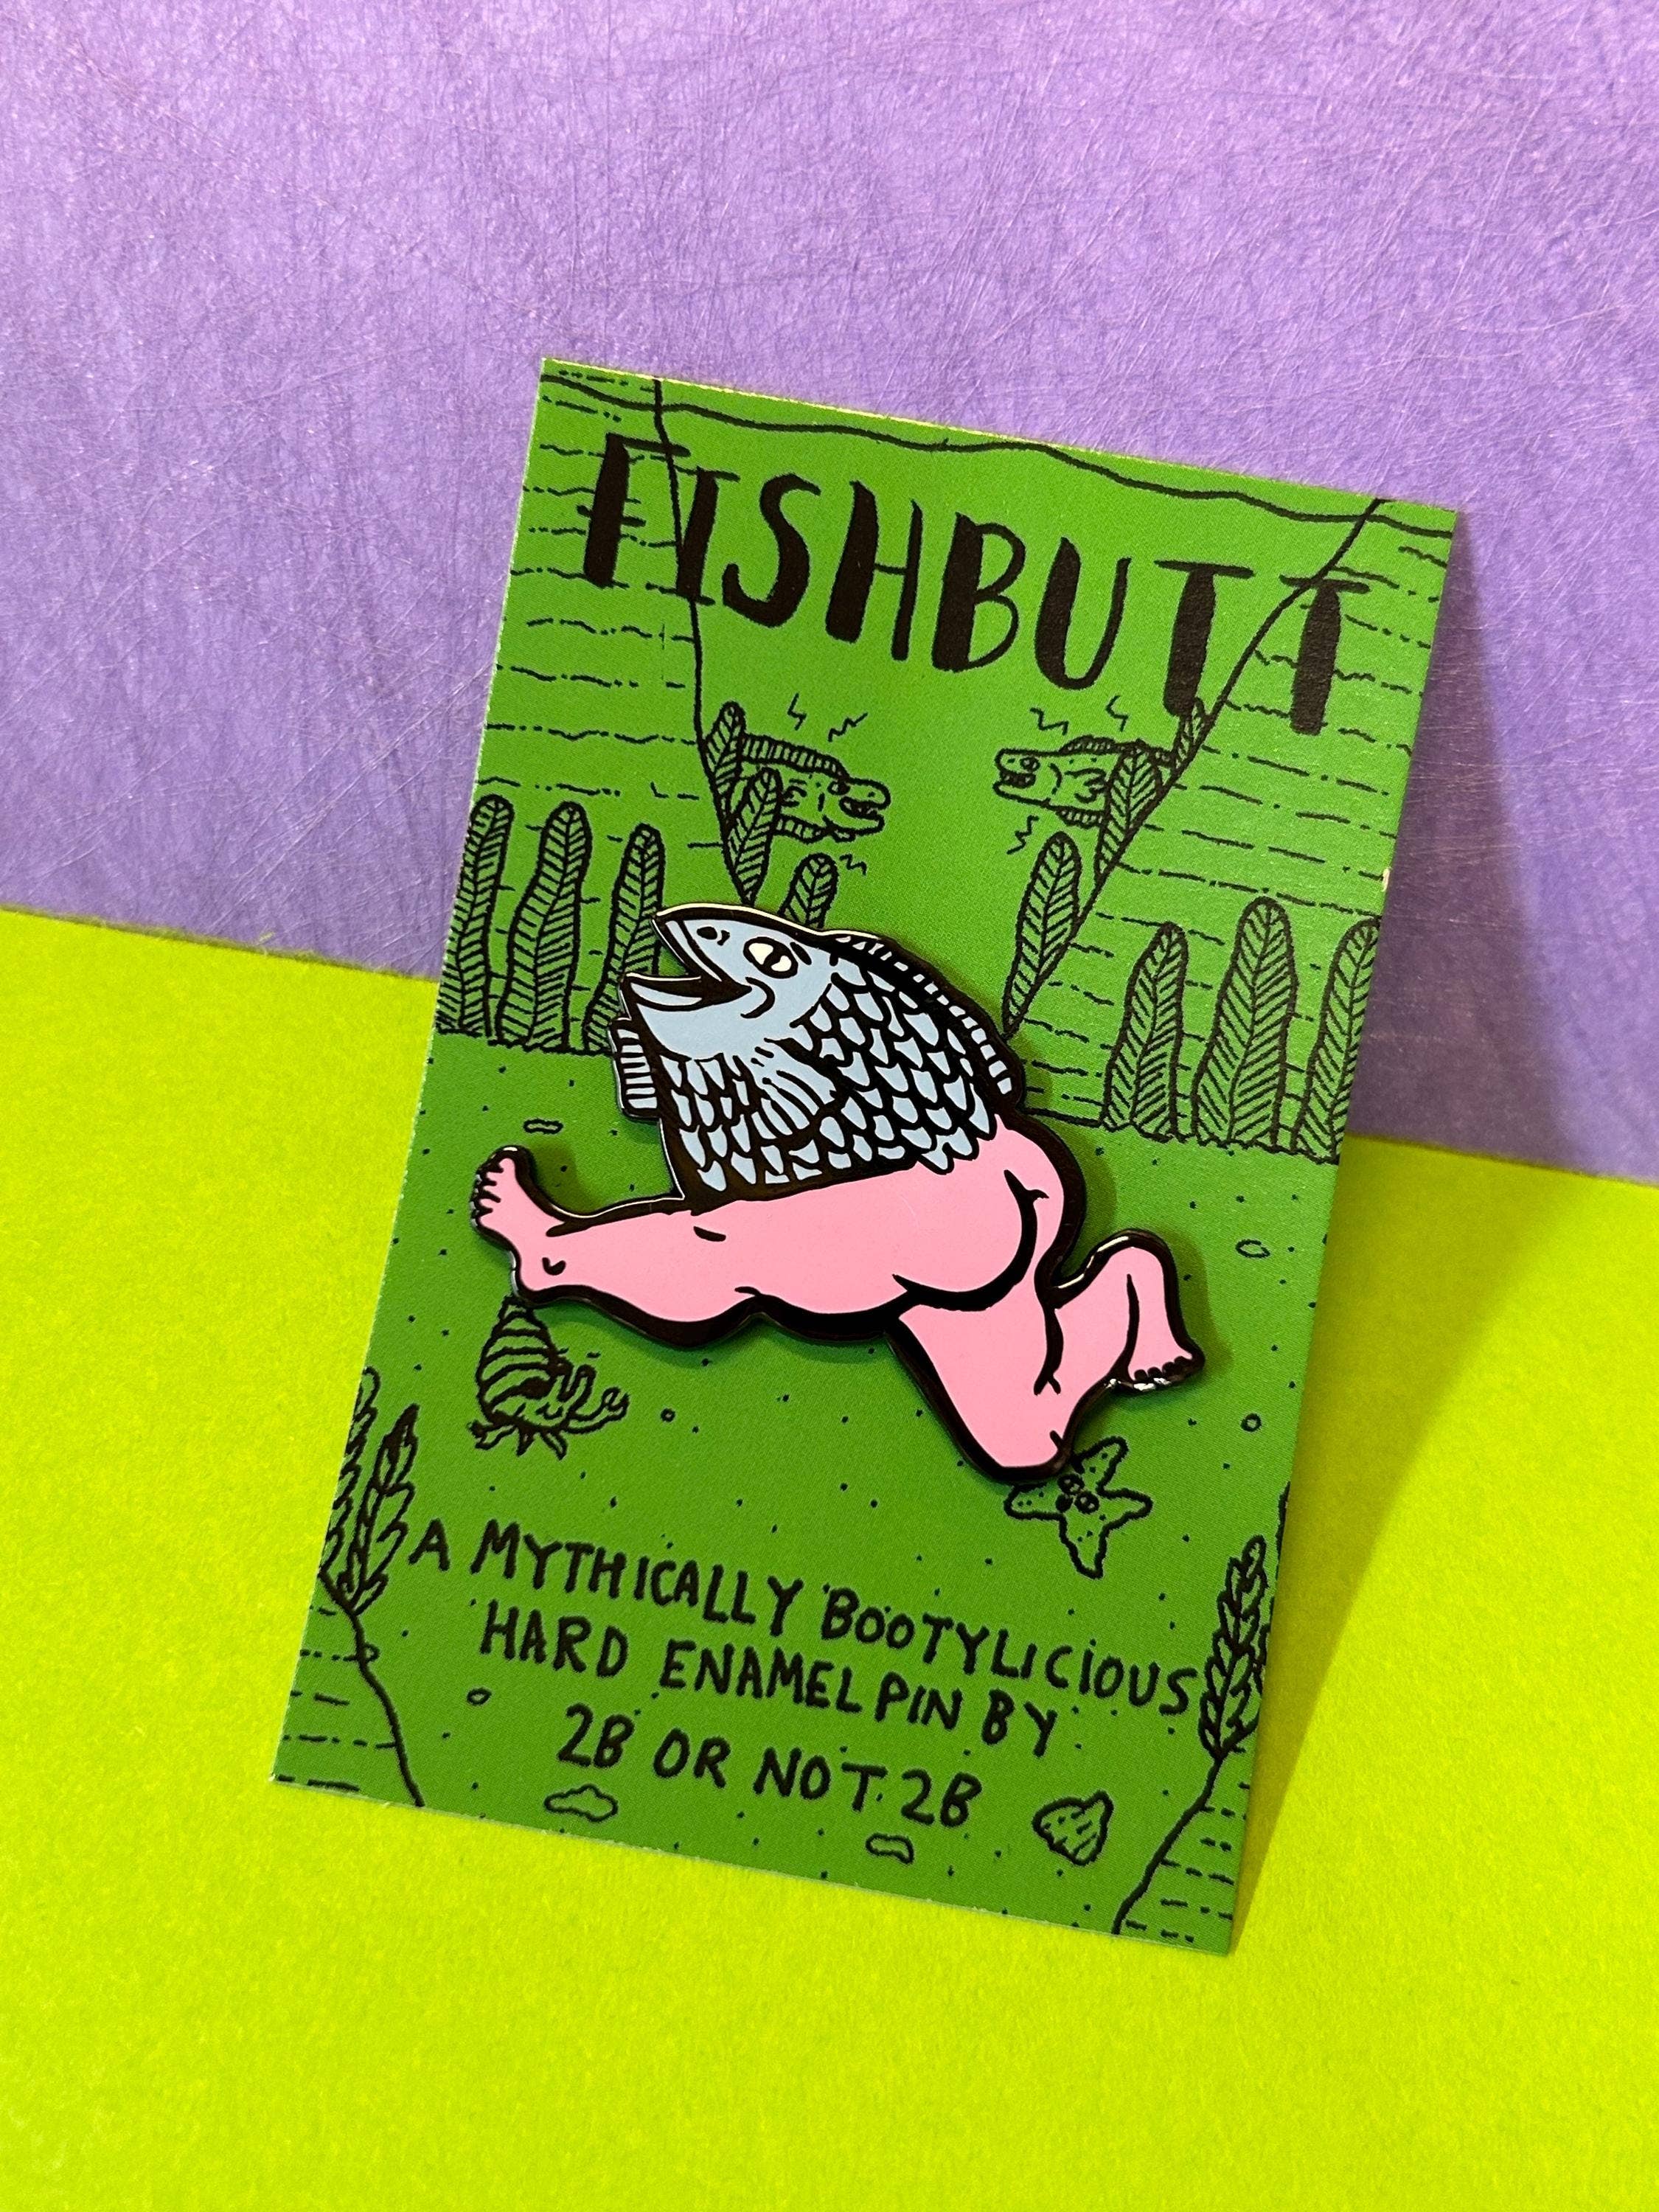 FISHBUTT
A MYTHICALLY BOOTYLICIOUS
HARD ENAMEL PIN BY
2B OR NOT 2B